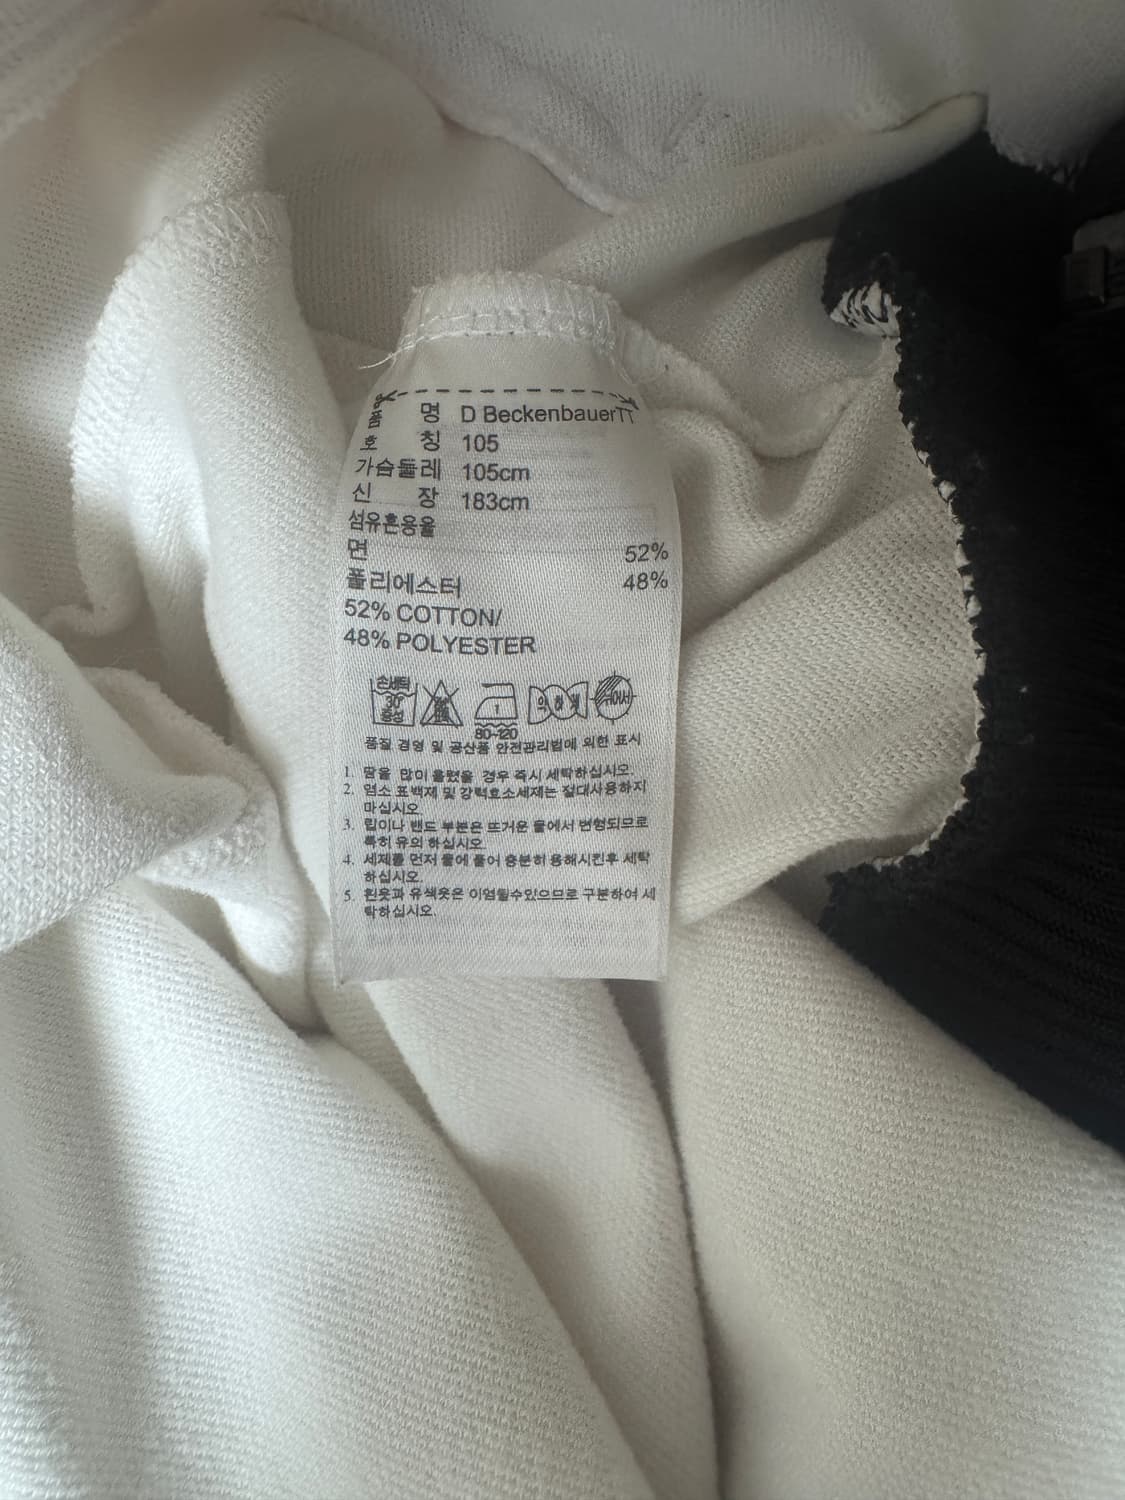 품 명 D BeckenbauerTT
호 칭 105
가슴둘레 105cm
신 장 183cm
섬유혼용율
면 52%
폴리에스터 48%
52% COTTON/
48% POLYESTER
손세탁
30°
중성
1
80~120
품질 경영 및 공산품 안전관리법에 의한 표시
1. 땀을 많이 흘렸을 경우 즉시 세탁하십시오.
2. 염소 표백제 및 강력효소세제는 절대사용하지
마십시오.
3. 립이나 밴드 부분은 뜨거운 물에서 변형되므로
특히 유의 하십시오.
4. 세제를 먼저 물에 풀어 충분히 용해시킨후 세탁
하십시오.
5. 흰옷과 유색옷은 이염될수있으므로 구분하여 세
탁하십시오.